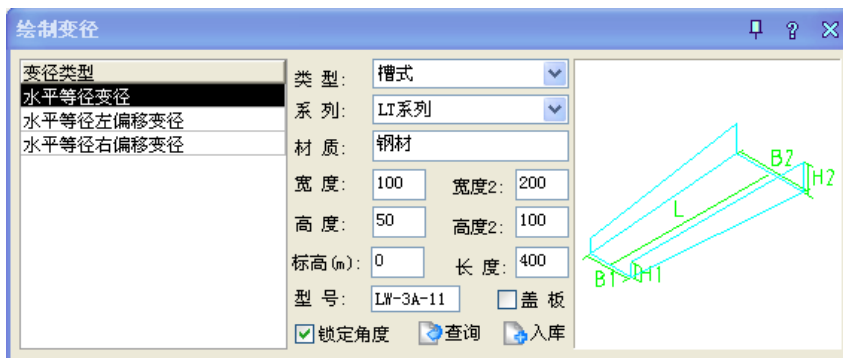 绘制变径
变径类型
水平等径变径
水平等径左偏移变径
水平等径右偏移变径
类 型: 槽式
系 列: LT系列
材 质: 钢材
宽 度: 100 宽度2: 200
高 度: 50 高度2: 100
标高(m): 0 长 度: 400
型 号: LW-3A-11 盖 板
锁定角度 查询 入库
B2
H2
L
B1 H1